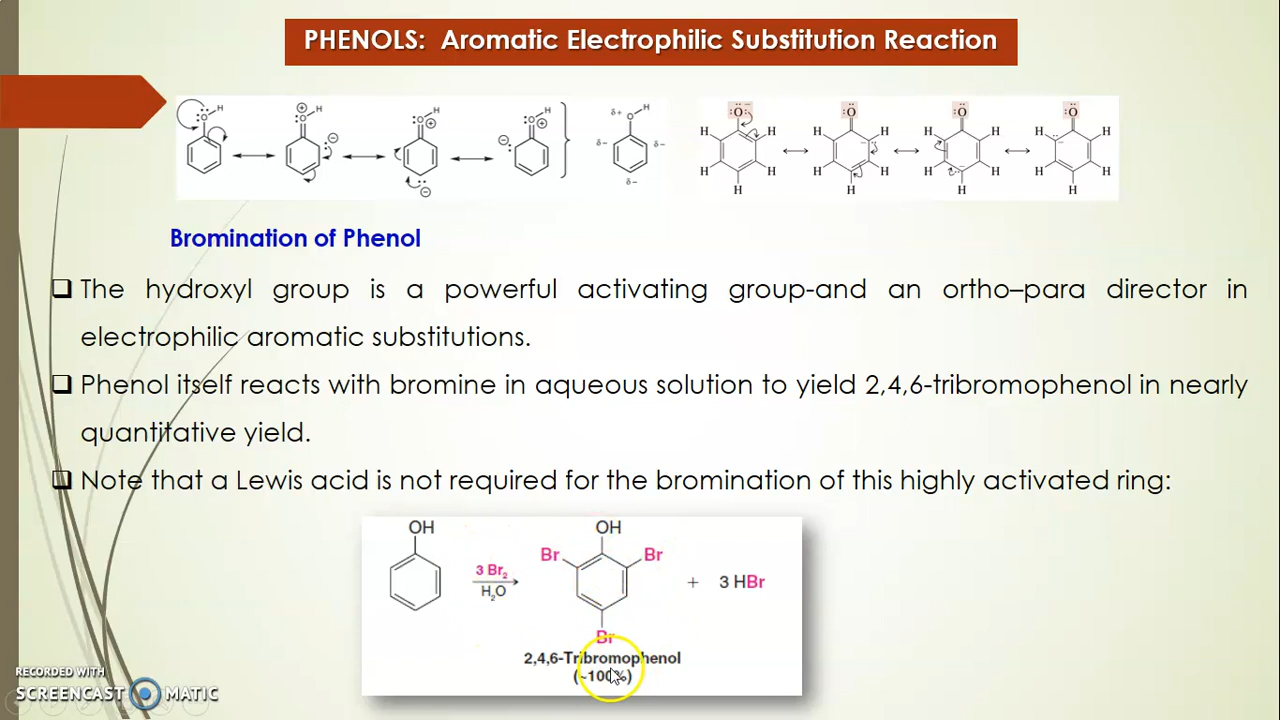 PHENOLS: Aromatic Electrophilic Substitution Reaction
H H H H H
δ+
δ- δ-
δ-
O O O O
H H H H H H H H
H H H H H H H H
H H H H
Bromination of Phenol
The hydroxyl group is a powerful activating group-and an ortho–para director in
electrophilic aromatic substitutions.
Phenol itself reacts with bromine in aqueous solution to yield 2,4,6-tribromophenol in nearly
quantitative yield.
Note that a Lewis acid is not required for the bromination of this highly activated ring:
OH OH
Br Br
3 Br₂
H₂O
+ 3 HBr
Br
2,4,6-Tribromophenol
(~100%)
RECORDED WITH
SCREENCAST MATIC